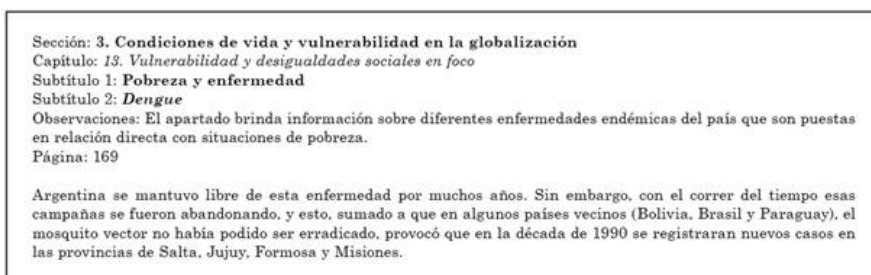 Sección: 3. Condiciones de vida y vulnerabilidad en la globalización
Capítulo: 13. Vulnerabilidad y desigualdades sociales en foco
Subtítulo 1: Pobreza y enfermedad
Subtítulo 2: Dengue
Observaciones: El apartado brinda información sobre diferentes enfermedades endémicas del país que son puestas
en relación directa con situaciones de pobreza.
Página: 169
Argentina se mantuvo libre de esta enfermedad por muchos años. Sin embargo, con el correr del tiempo esas
campañas se fueron abandonando, y esto, sumado a que en algunos países vecinos (Bolivia, Brasil y Paraguay), el
mosquito vector no había podido ser erradicado, provocó que en la década de 1990 se registraran nuevos casos en
las provincias de Salta, Jujuy, Formosa y Misiones.